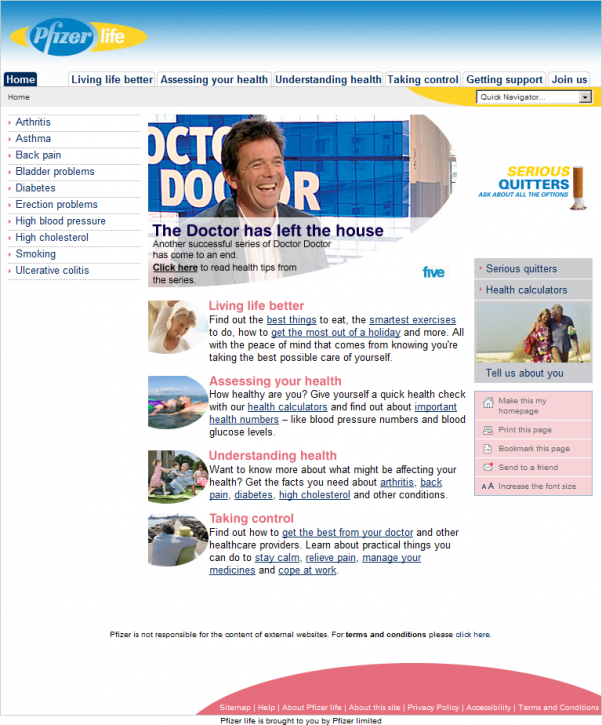 Pfizer life
Home
Living life better
Assessing your health
Understanding health
Taking control
Getting support
Join us
Home
Quick Navigator...
Arthritis
Asthma
Back pain
Bladder problems
Diabetes
Erection problems
High blood pressure
High cholesterol
Smoking
Ulcerative colitis
OCTO
DOCTOR
DO
OR
The Doctor has left the house
Another successful series of Doctor Doctor
has come to an end.
Click here to read health tips from
the series.
five
SERIOUS
QUITTERS
ASK ABOUT ALL THE OPTIONS
Serious quitters
Health calculators
Tell us about you
Make this my
homepage
Print this page
Bookmark this page
Send to a friend
A A Increase the font size
Living life better
Find out the best things to eat, the smartest exercises
to do, how to get the most out of a holiday and more. All
with the peace of mind that comes from knowing you're
taking the best possible care of yourself.
Assessing your health
How healthy are you? Give yourself a quick health check
with our health calculators and find out about important
health numbers – like blood pressure numbers and blood
glucose levels.
Understanding health
Want to know more about what might be affecting your
health? Get the facts you need about arthritis, back
pain, diabetes, high cholesterol and other conditions.
Taking control
Find out how to get the best from your doctor and other
healthcare providers. Learn about practical things you
can do to stay calm, relieve pain, manage your
medicines and cope at work.
Pfizer is not responsible for the content of external websites. For terms and conditions please click here.
Sitemap | Help | About Pfizer life | About this site | Privacy Policy | Accessibility | Terms and Conditions
Pfizer life is brought to you by Pfizer limited